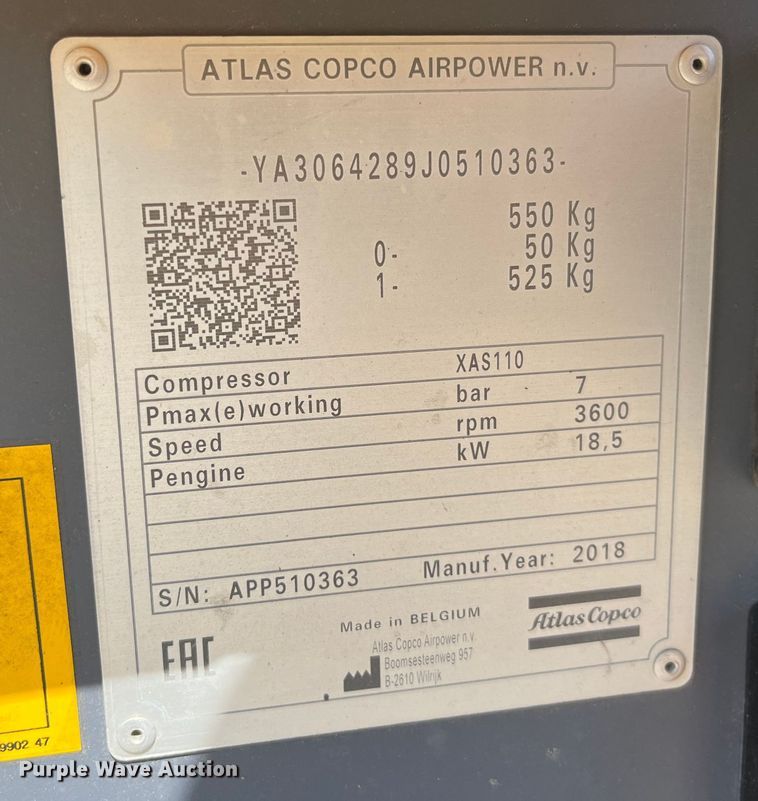 ATLAS COPCO AIRPOWER n.v.
-YA3064289J0510363-
550 Kg
0- 50 Kg
1- 525 Kg
Compressor XAS110
Pmax(e)working bar 7
Speed rpm 3600
Pengine kW 18,5
S/N: APP510363 Manuf.Year: 2018
Made in BELGIUM
Atlas Copco
Atlas Copco Airpower n.v.
Boomsesteenweg 957
B-2610 Wilrijk
EAC
9902 47
Purple Wave Auction